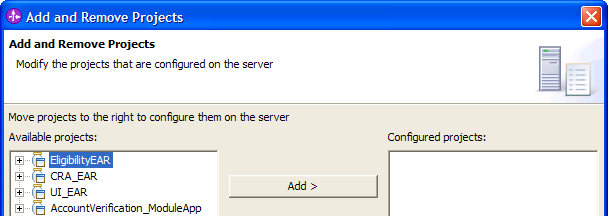 Add and Remove Projects
Add and Remove Projects
Modify the projects that are configured on the server
Move projects to the right to configure them on the server
Available projects:
Configured projects:
EligibilityEAR
CRA_EAR
UI_EAR
AccountVerification_ModuleApp
Add >